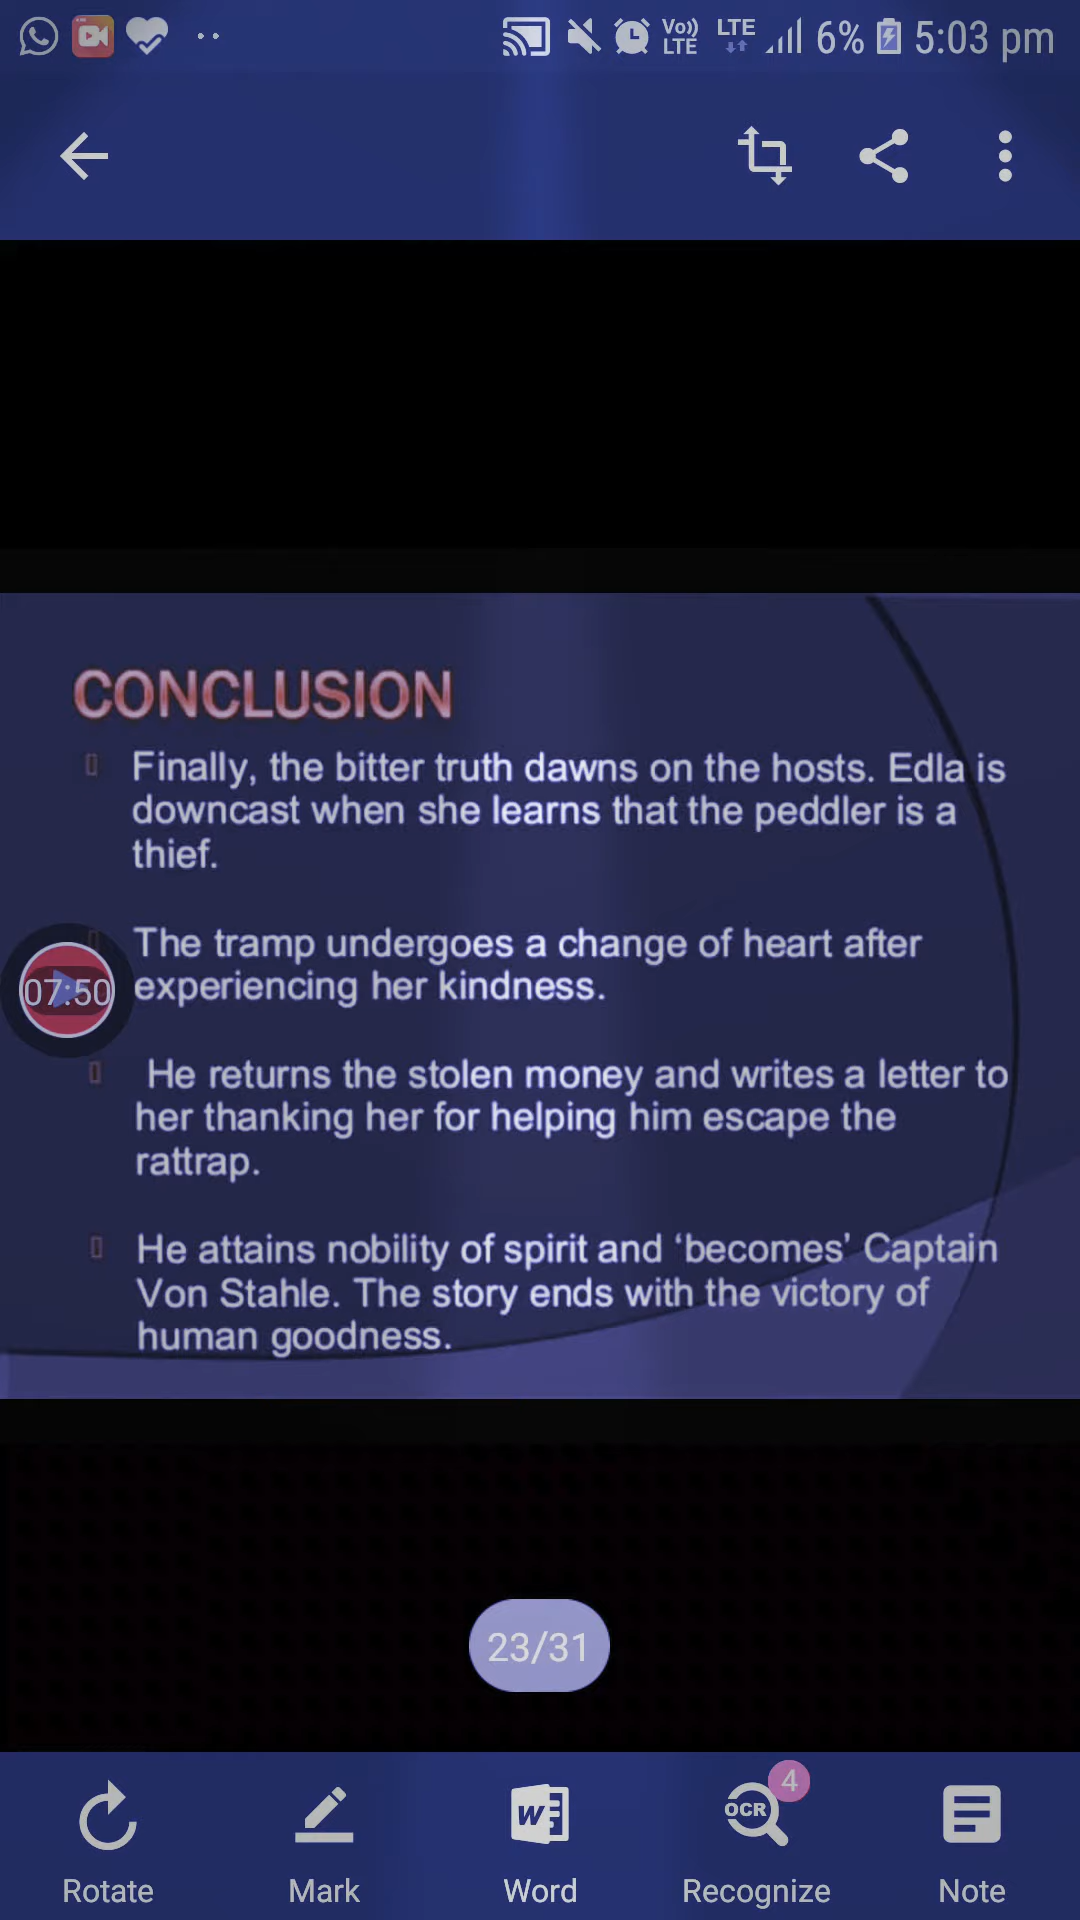 Vo)) LTE LTE 6% 5:03 pm
CONCLUSION
Finally, the bitter truth dawns on the hosts. Edla is
downcast when she learns that the peddler is a
thief.
The tramp undergoes a change of heart after
07:50
experiencing her kindness.
He returns the stolen money and writes a letter to
her thanking her for helping him escape the
rattrap.
He attains nobility of spirit and ‘becomes’ Captain
Von Stahle. The story ends with the victory of
human goodness.
23/31
W OCR 4
Rotate Mark Word Recognize Note